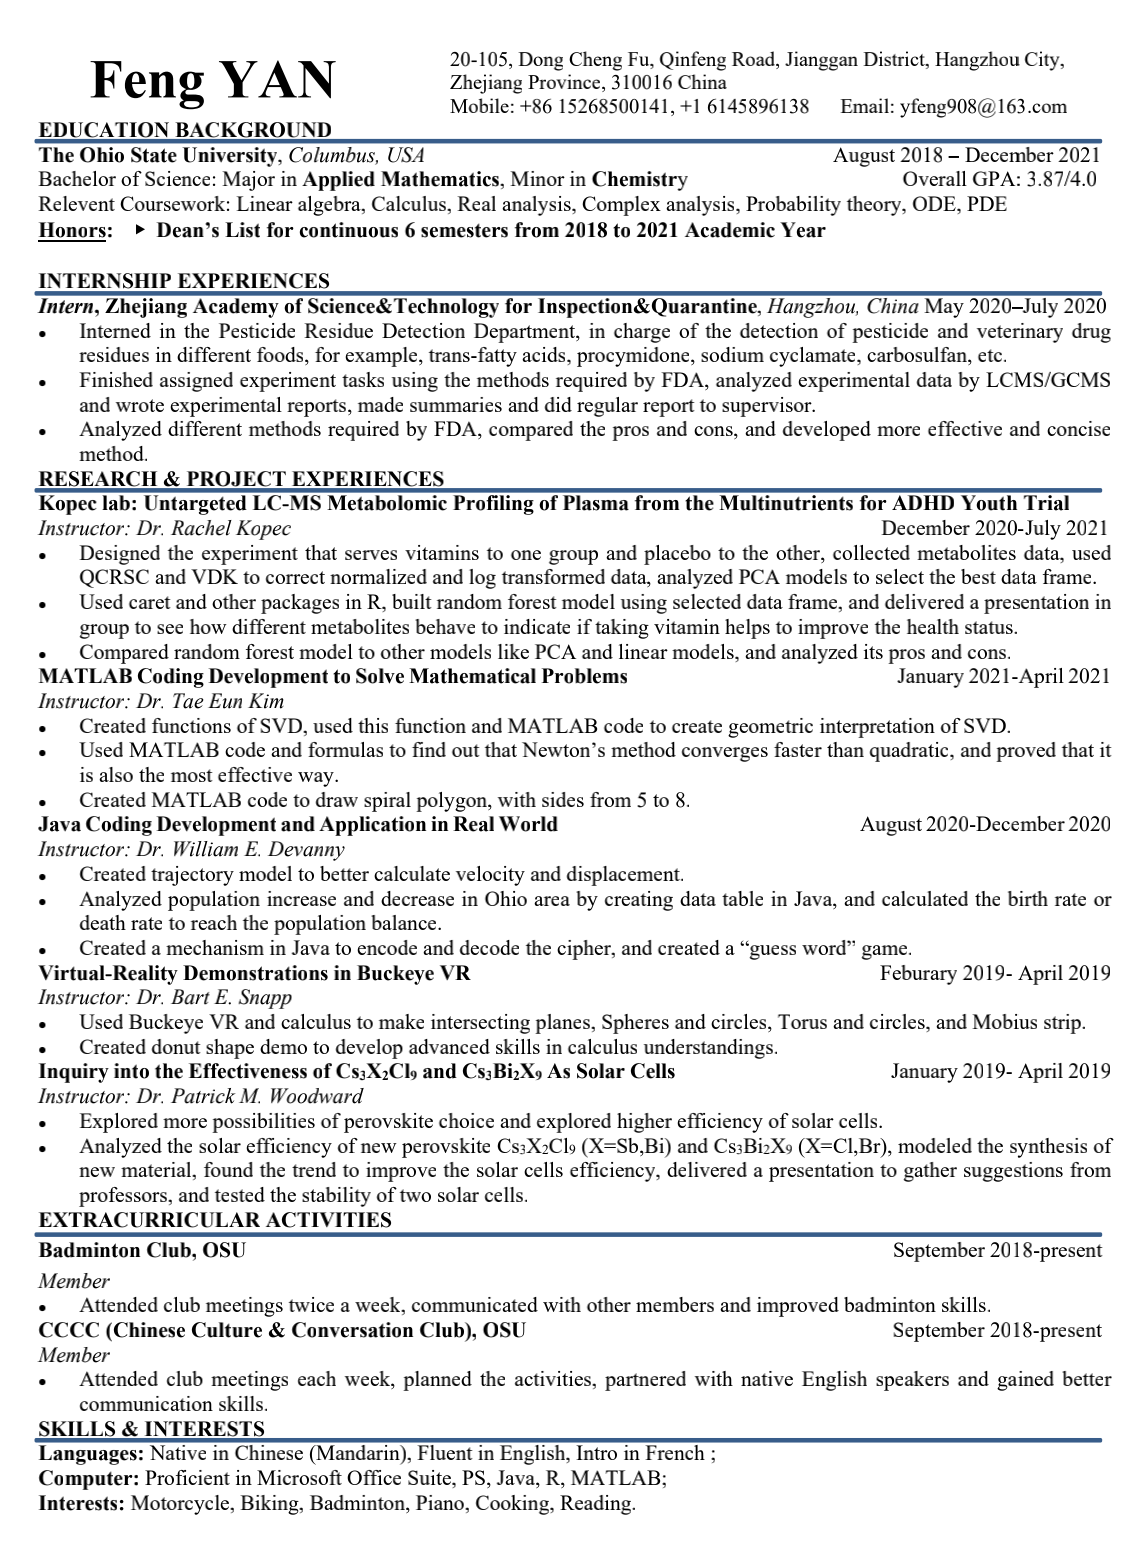 Feng YAN
20-105, Dong Cheng Fu, Qinfeng Road, Jianggan District, Hangzhou City,
Zhejiang Province, 310016 China
Mobile: +86 15268500141, +1 6145896138 Email: yfeng908@163.com
EDUCATION BACKGROUND
The Ohio State University, Columbus, USA August 2018 – December 2021
Bachelor of Science: Major in Applied Mathematics, Minor in Chemistry Overall GPA: 3.87/4.0
Relevent Coursework: Linear algebra, Calculus, Real analysis, Complex analysis, Probability theory, ODE, PDE
Honors: ‣ Dean’s List for continuous 6 semesters from 2018 to 2021 Academic Year
INTERNSHIP EXPERIENCES
Intern, Zhejiang Academy of Science&Technology for Inspection&Quarantine, Hangzhou, China May 2020–July 2020
• Interned in the Pesticide Residue Detection Department, in charge of the detection of pesticide and veterinary drug
residues in different foods, for example, trans-fatty acids, procymidone, sodium cyclamate, carbosulfan, etc.
• Finished assigned experiment tasks using the methods required by FDA, analyzed experimental data by LCMS/GCMS
and wrote experimental reports, made summaries and did regular report to supervisor.
• Analyzed different methods required by FDA, compared the pros and cons, and developed more effective and concise
method.
RESEARCH & PROJECT EXPERIENCES
Kopec lab: Untargeted LC-MS Metabolomic Profiling of Plasma from the Multinutrients for ADHD Youth Trial
Instructor: Dr. Rachel Kopec December 2020-July 2021
• Designed the experiment that serves vitamins to one group and placebo to the other, collected metabolites data, used
QCRSC and VDK to correct normalized and log transformed data, analyzed PCA models to select the best data frame.
• Used caret and other packages in R, built random forest model using selected data frame, and delivered a presentation in
group to see how different metabolites behave to indicate if taking vitamin helps to improve the health status.
• Compared random forest model to other models like PCA and linear models, and analyzed its pros and cons.
MATLAB Coding Development to Solve Mathematical Problems January 2021-April 2021
Instructor: Dr. Tae Eun Kim
• Created functions of SVD, used this function and MATLAB code to create geometric interpretation of SVD.
• Used MATLAB code and formulas to find out that Newton’s method converges faster than quadratic, and proved that it
is also the most effective way.
• Created MATLAB code to draw spiral polygon, with sides from 5 to 8.
Java Coding Development and Application in Real World August 2020-December 2020
Instructor: Dr. William E. Devanny
• Created trajectory model to better calculate velocity and displacement.
• Analyzed population increase and decrease in Ohio area by creating data table in Java, and calculated the birth rate or
death rate to reach the population balance.
• Created a mechanism in Java to encode and decode the cipher, and created a “guess word” game.
Virtual-Reality Demonstrations in Buckeye VR Feburary 2019- April 2019
Instructor: Dr. Bart E. Snapp
• Used Buckeye VR and calculus to make intersecting planes, Spheres and circles, Torus and circles, and Mobius strip.
• Created donut shape demo to develop advanced skills in calculus understandings.
Inquiry into the Effectiveness of Cs₃X₂Cl₉ and Cs₃Bi₂X₉ As Solar Cells January 2019- April 2019
Instructor: Dr. Patrick M. Woodward
• Explored more possibilities of perovskite choice and explored higher efficiency of solar cells.
• Analyzed the solar efficiency of new perovskite Cs₃X₂Cl₉ (X=Sb,Bi) and Cs₃Bi₂X₉ (X=Cl,Br), modeled the synthesis of
new material, found the trend to improve the solar cells efficiency, delivered a presentation to gather suggestions from
professors, and tested the stability of two solar cells.
EXTRACURRICULAR ACTIVITIES
Badminton Club, OSU September 2018-present
Member
• Attended club meetings twice a week, communicated with other members and improved badminton skills.
CCCC (Chinese Culture & Conversation Club), OSU September 2018-present
Member
• Attended club meetings each week, planned the activities, partnered with native English speakers and gained better
communication skills.
SKILLS & INTERESTS
Languages: Native in Chinese (Mandarin), Fluent in English, Intro in French ;
Computer: Proficient in Microsoft Office Suite, PS, Java, R, MATLAB;
Interests: Motorcycle, Biking, Badminton, Piano, Cooking, Reading.